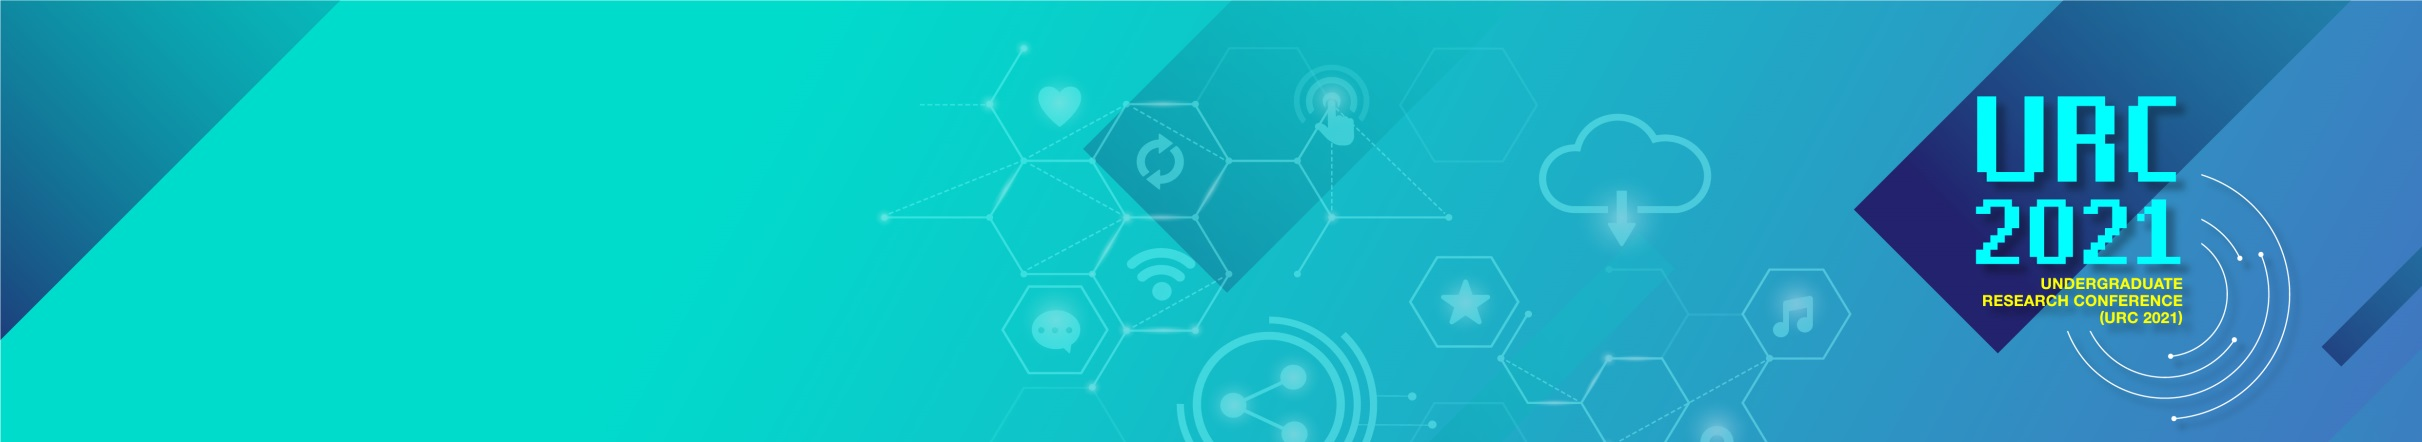 URC
2021
UNDERGRADUATE
RESEARCH CONFERENCE
(URC 2021)